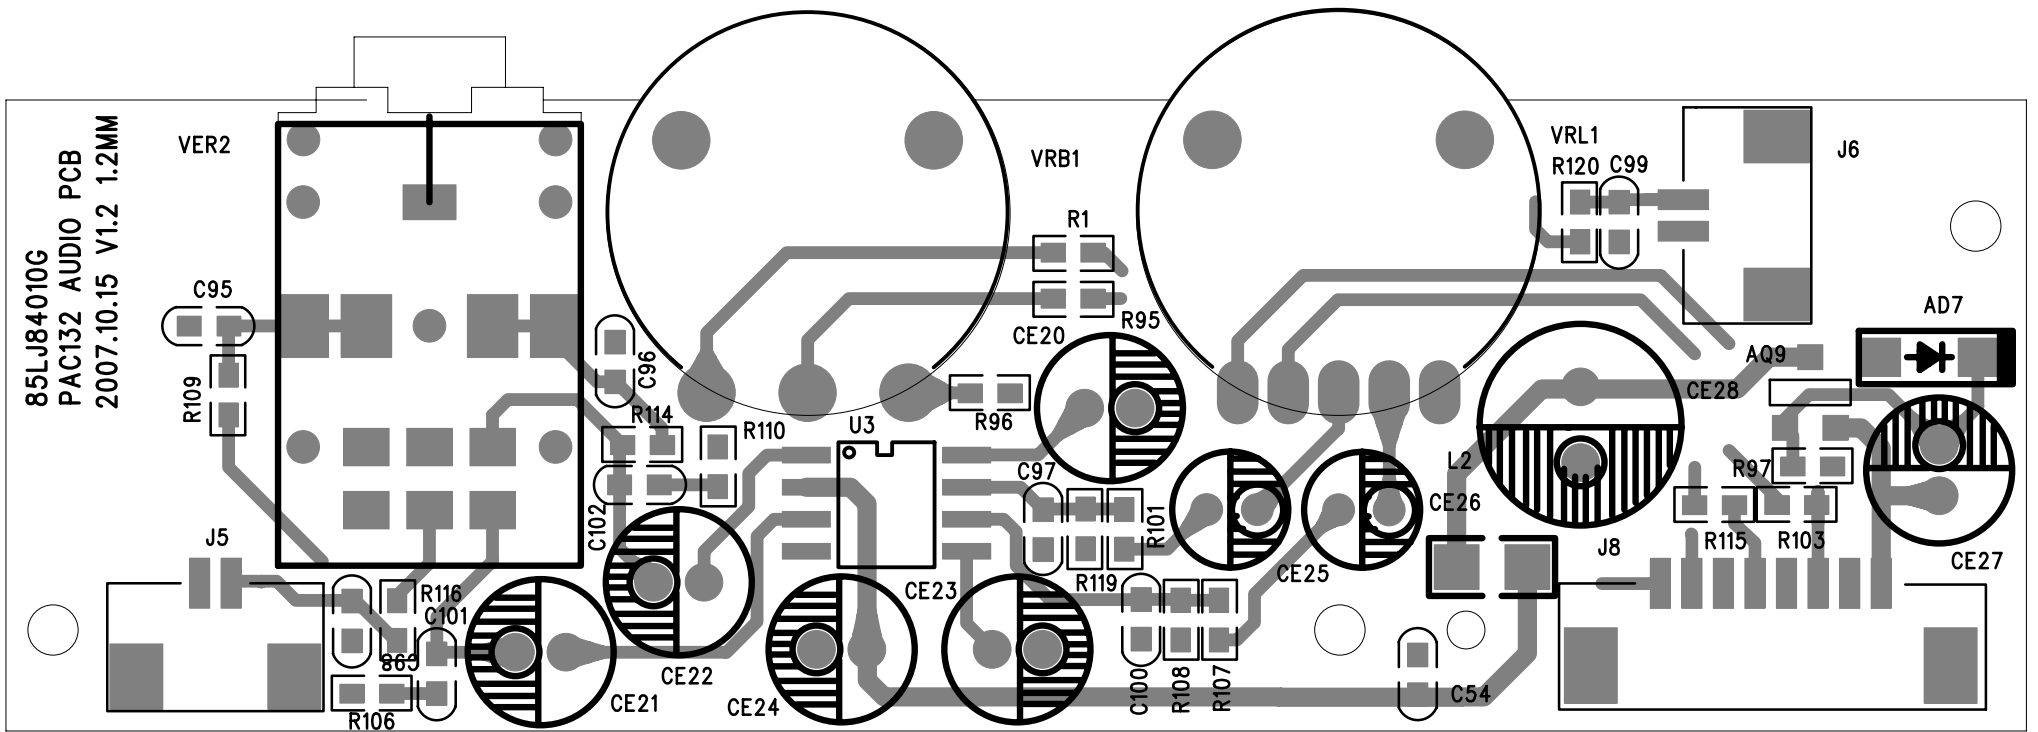 85LJ84010G
PAC132 AUDIO PCB
2007.10.15 V1.2 1.2MM
VER2
VRB1
VRL1
J6
R120
C99
R1
C95
AD7
CE20
R95
AQ9
C96
R109
CE28
R114
R110
U3
R96
L2
R97
C97
CE26
C102
R101
J5
R115
R103
J8
CE27
R119
CE25
R116
C101
CE23
C98
CE22
CE21
CE24
C100
R108
R107
C54
R106